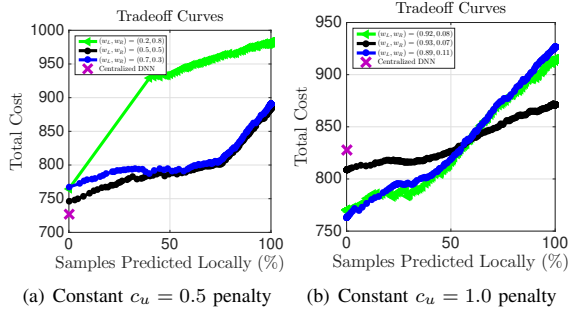 Tradeoff Curves
(w_L, w_R) = (0.2, 0.8)
(w_L, w_R) = (0.5, 0.5)
(w_L, w_R) = (0.7, 0.3)
Centralized DNN
Total Cost
1000
950
900
850
800
750
700
0
50
100
Samples Predicted Locally (%)
(a) Constant c_u = 0.5 penalty
Tradeoff Curves
(w_L, w_R) = (0.92, 0.08)
(w_L, w_R) = (0.93, 0.07)
(w_L, w_R) = (0.89, 0.11)
Centralized DNN
Total Cost
950
900
850
800
750
0
50
100
Samples Predicted Locally (%)
(b) Constant c_u = 1.0 penalty